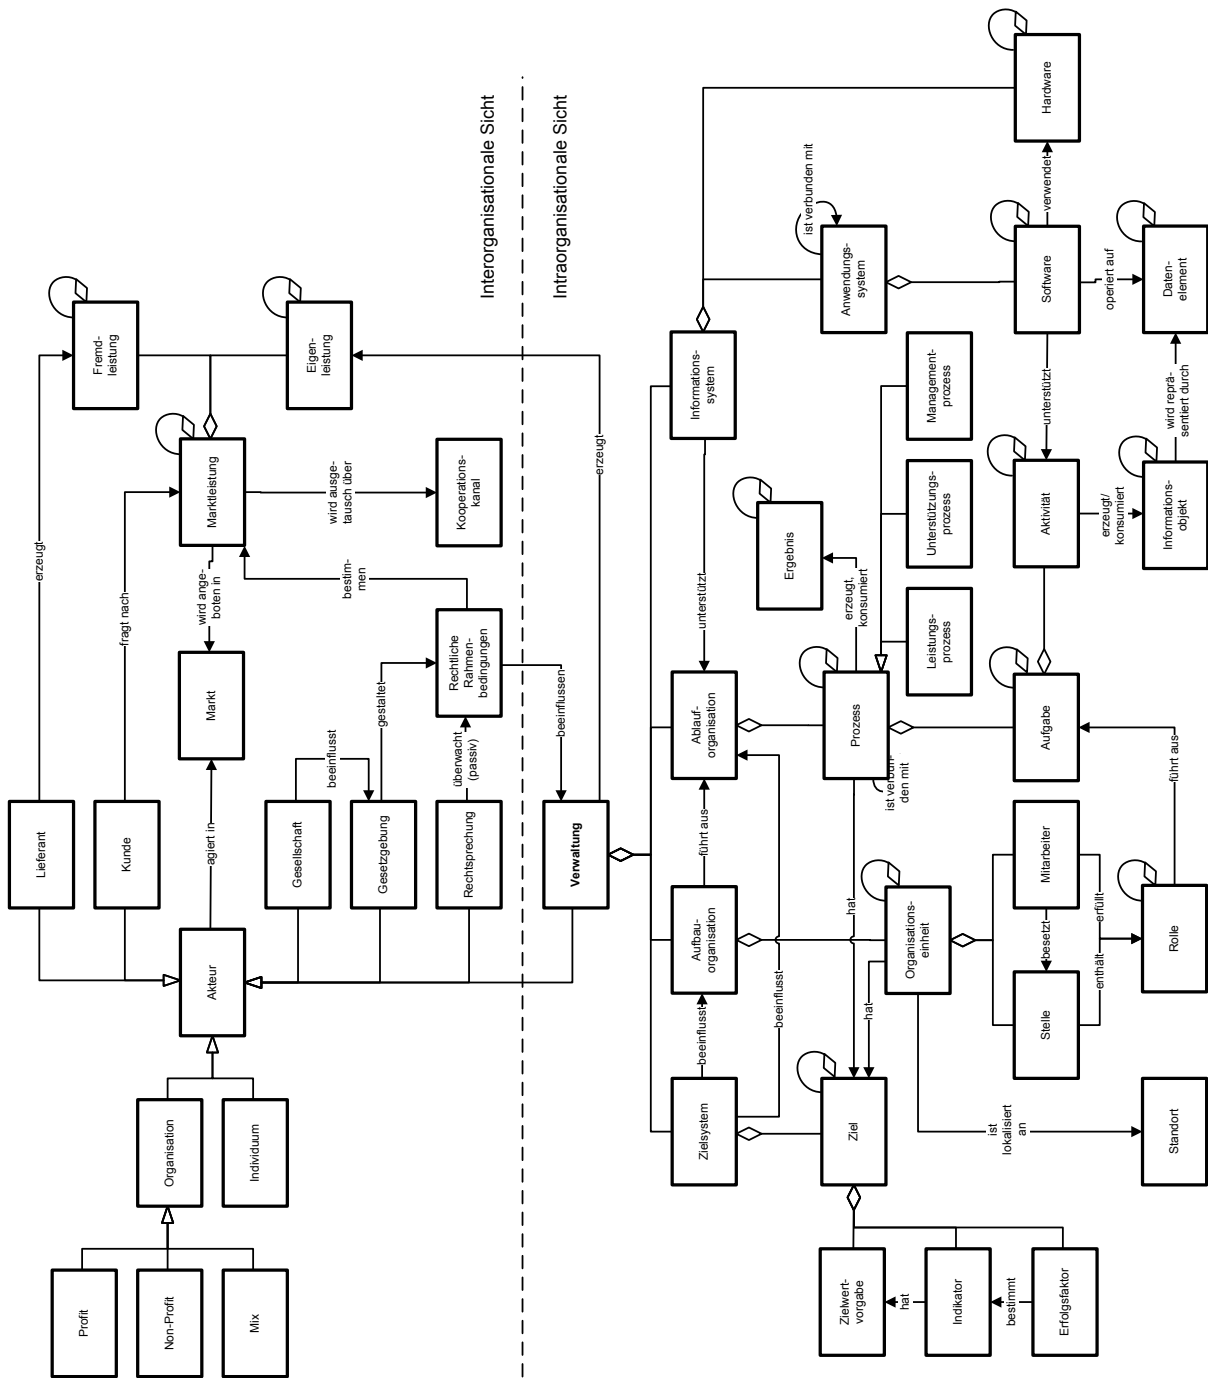 Profit
Non-Profit
Mix
Organisation
Individuum
Akteur
agiert in
Lieferant
Kunde
erzeugt
fragt nach
Markt
wird ange-
boten in
Marktleistung
Fremd-
leistung
Eigen-
leistung
wird ausge-
tausch über
Kooperations-
kanal
bestim-
men
Gesellschaft
beeinflusst
Gesetzgebung
gestaltet
Rechtsprechung
überwacht
(passiv)
Rechtliche
Rahmen-
bedingungen
beeinflussen
Verwaltung
erzeugt
Interorganisationale Sicht
Intraorganisationale Sicht
Zielsystem
beeinflusst
Aufbau-
organisation
führt aus
Ablauf-
organisation
unterstützt
Informations-
system
beeinflusst
Ziel
hat
hat
Zielwert-
vorgabe
hat
Indikator
bestimmt
Erfolgsfaktor
Organisations-
einheit
ist
lokalisiert
an
Standort
Stelle
besetzt
Mitarbeiter
enthält
erfüllt
Rolle
führt aus
Prozess
ist verbun-
den mit
erzeugt,
konsumiert
Ergebnis
Leistungs-
prozess
Unterstützungs-
prozess
Management-
prozess
Aufgabe
Aktivität
erzeugt/
konsumiert
Informations-
objekt
wird reprä-
sentiert durch
Daten-
element
unterstützt
Software
operiert auf
verwendet
Hardware
Anwendungs-
system
ist verbunden mit